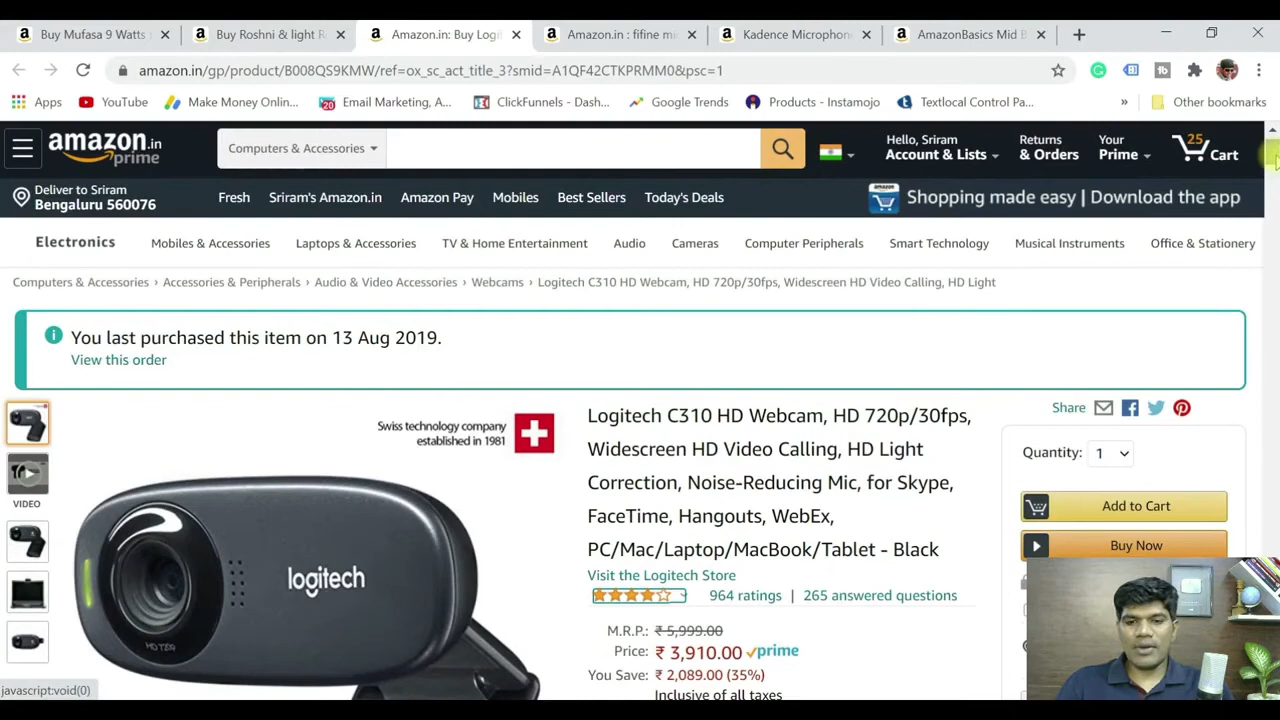 Buy Mufasa 9 Watts
Buy Roshni & light R
Amazon.in: Buy Logi
Amazon.in : fifine mi
Kadence Microphone
AmazonBasics Mid B
amazon.in/gp/product/B008QS9KMW/ref=ox_sc_act_title_3?smid=A1QF42CTKPRMM0&psc=1
Apps
YouTube
Make Money Online...
20
Email Marketing, A...
ClickFunnels - Dash...
Google Trends
Products - Instamojo
Textlocal Control Pa...
»
Other bookmarks
amazon.in
prime
Computers & Accessories
Hello, Sriram
Account & Lists
Returns
& Orders
Your
Prime
25
Cart
Deliver to Sriram
Bengaluru 560076
Fresh
Sriram's Amazon.in
Amazon Pay
Mobiles
Best Sellers
Today's Deals
amazon
Shopping made easy | Download the app
Electronics
Mobiles & Accessories
Laptops & Accessories
TV & Home Entertainment
Audio
Cameras
Computer Peripherals
Smart Technology
Musical Instruments
Office & Stationery
Computers & Accessories › Accessories & Peripherals › Audio & Video Accessories › Webcams › Logitech C310 HD Webcam, HD 720p/30fps, Widescreen HD Video Calling, HD Light
You last purchased this item on 13 Aug 2019.
View this order
VIDEO
Swiss technology company
established in 1981
logitech
Logitech C310 HD Webcam, HD 720p/30fps,
Widescreen HD Video Calling, HD Light
Correction, Noise-Reducing Mic, for Skype,
FaceTime, Hangouts, WebEx,
PC/Mac/Laptop/MacBook/Tablet - Black
Visit the Logitech Store
964 ratings | 265 answered questions
M.R.P.: ₹ 5,999.00
Price: ₹ 3,910.00 prime
You Save: ₹ 2,089.00 (35%)
Inclusive of all taxes
Share
Quantity: 1
Add to Cart
Buy Now
javascript:void(0)